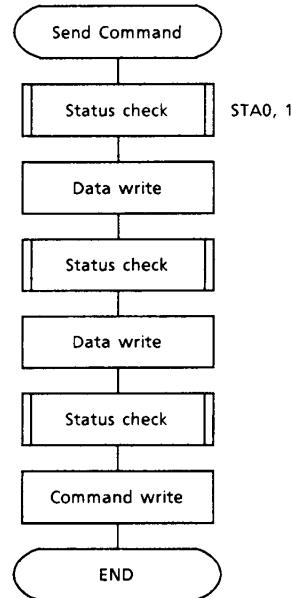 Send Command
Status check STA0, 1
Data write
Status check
Data write
Status check
Command write
END